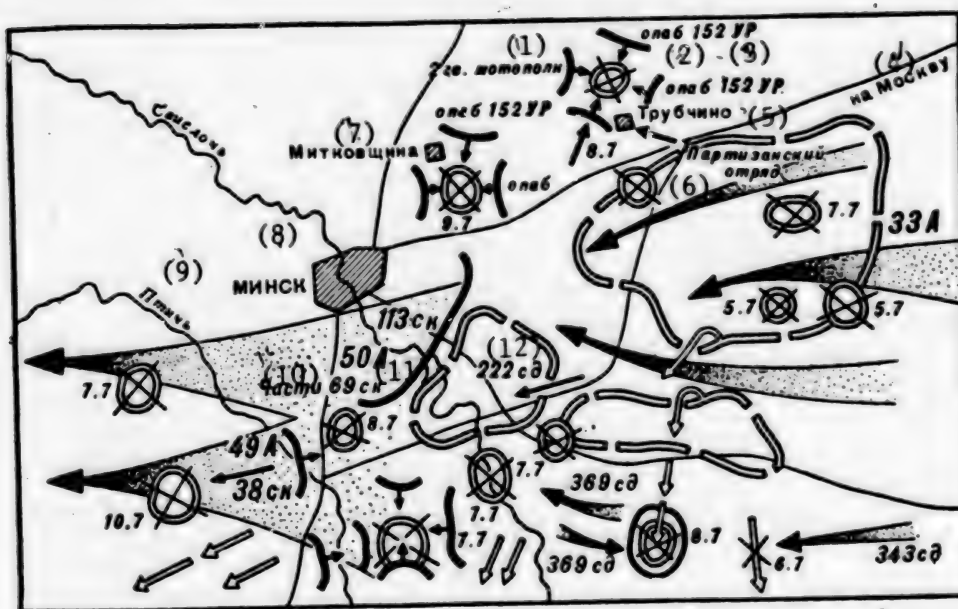 опаб 152 УР
(1)
(2) - (3)
2 гв. мотополк
опаб 152 УР.
на Москву
опаб 152 УР
Трубчино
(5)
8.7
(7)
Митковщина
Партизанский
отряд
(6)
опаб
9.7
7.7
33 А
Свислочь
(8)
(9)
МИНСК
Птичь
5.7
5.7
113 ск
50 А
(12)
222 сд
(10)
(11)
части 69 ск
7.7
8.7
49 А
38 ск
10.7
7.7
7.7
7.7
369 сд
369 сд
8.7
6.7
343 сд